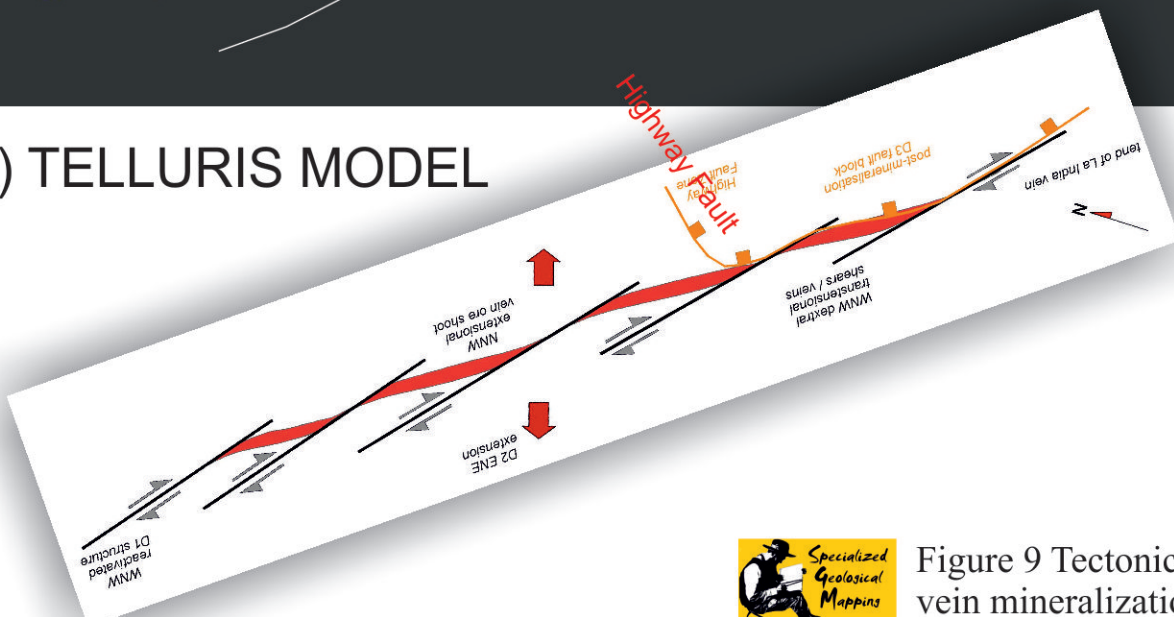 ) TELLURIS MODEL
Highway Fault
Highway
Fault zone
post-mineralisation
D3 fault block
tend of La India vein
N
WNW dextral
transtensional
shears / veins
NNW
extensional
vein ore shoot
D2 ENE
extension
WNW
reactivated
D1 structure
Specialized
Geological
Mapping
Figure 9 Tectonic
vein mineralizatio